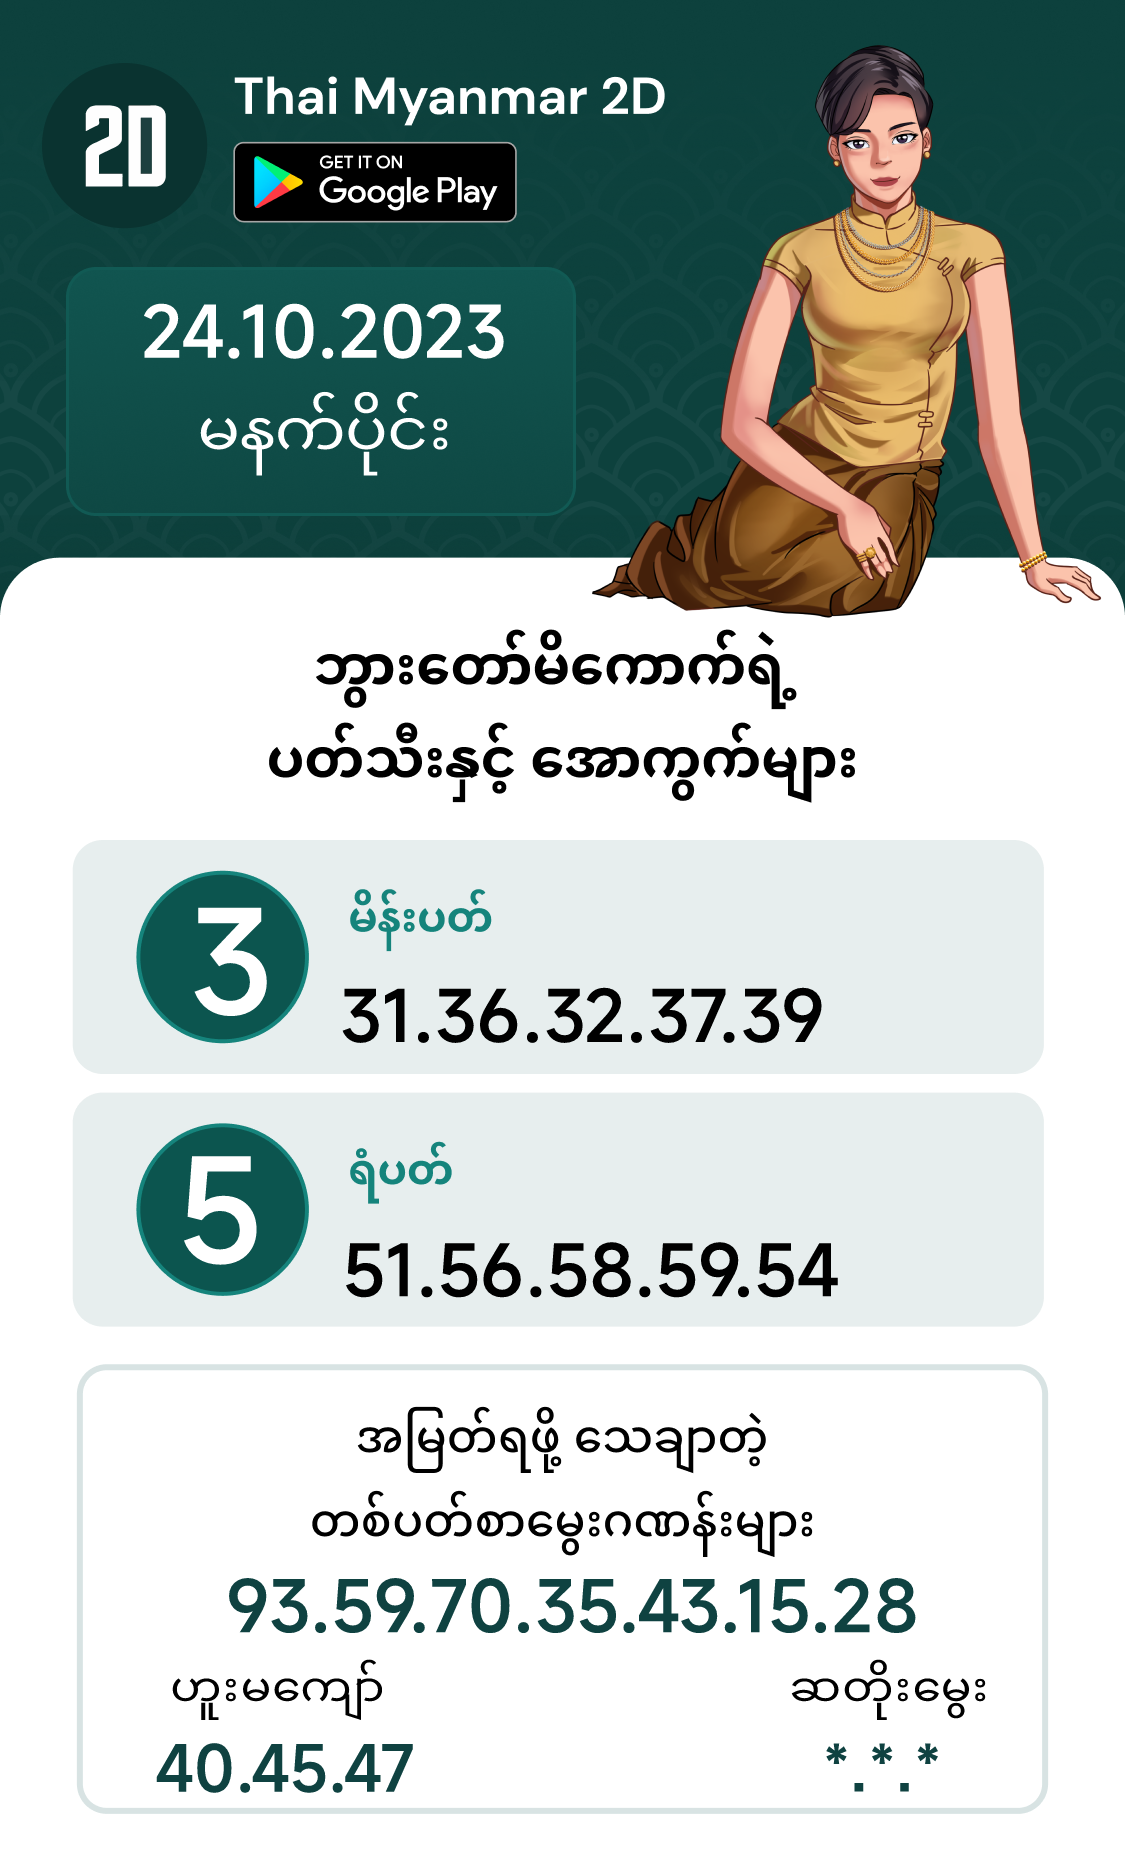 2D
Thai Myanmar 2D
GET IT ON
Google Play
24.10.2023
မနက်ပိုင်း
ဘွားတော်မိကောက်ရဲ့
ပတ်သီးနှင့် အောကွက်များ
3
မိန်းပတ်
31.36.32.37.39
5
ရံပတ်
51.56.58.59.54
အမြတ်ရဖို့ သေချာတဲ့
တစ်ပတ်စာမွေးဂဏန်းများ
93.59.70.35.43.15.28
ဟူးမကျော် ဆတိုးမွေး
40.45.47 *.*.*